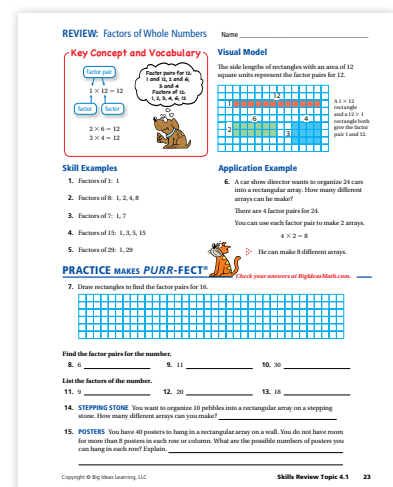 REVIEW: Factors of Whole Numbers
Name
Key Concept and Vocabulary
factor pair
1 × 12 = 12
factor
factor
2 × 6 = 12
3 × 4 = 12
Factor pairs for 12:
1 and 12, 2 and 6,
3 and 4
Factors of 12:
1, 2, 3, 4, 6, 12
Visual Model
The side lengths of rectangles with an area of 12
square units represent the factor pairs for 12.
12
1
6
4
2
3
A 1 × 12
rectangle
and a 12 × 1
rectangle both
give the factor
pair 1 and 12.
Skill Examples
1. Factors of 1: 1
2. Factors of 8: 1, 2, 4, 8
3. Factors of 7: 1, 7
4. Factors of 15: 1, 3, 5, 15
5. Factors of 29: 1, 29
Application Example
6. A car show director wants to organize 24 cars
into a rectangular array. How many different
arrays can he make?
There are 4 factor pairs for 24.
You can use each factor pair to make 2 arrays.
4 × 2 = 8
He can make 8 different arrays.
PRACTICE MAKES PURR-FECT®
Check your answers at BigIdeasMath.com.
7. Draw rectangles to find the factor pairs for 16.
Find the factor pairs for the number.
8. 6
9. 11
10. 30
List the factors of the number.
11. 9
12. 20
13. 18
14. STEPPING STONE You want to organize 10 pebbles into a rectangular array on a stepping
stone. How many different arrays can you make?
15. POSTERS You have 40 posters to hang in a rectangular array on a wall. You do not have room
for more than 8 posters in each row or column. What are the possible numbers of posters you
can hang in each row? Explain.
Copyright © Big Ideas Learning, LLC
Skills Review Topic 4.1 23